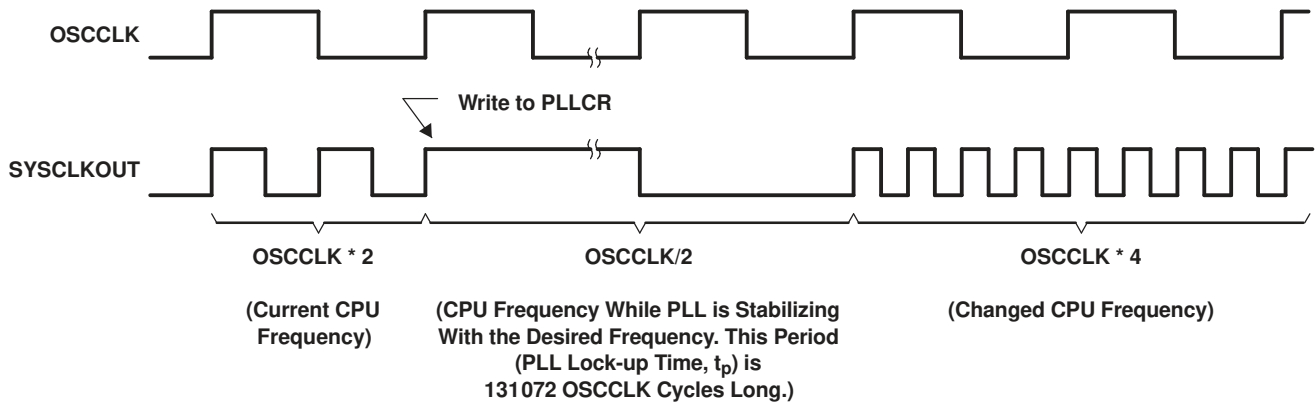 OSCCLK
Write to PLLCR
SYSCLKOUT
OSCCLK * 2
(Current CPU
Frequency)
OSCCLK/2
(CPU Frequency While PLL is Stabilizing
With the Desired Frequency. This Period
(PLL Lock-up Time, tp) is
131072 OSCCLK Cycles Long.)
OSCCLK * 4
(Changed CPU Frequency)